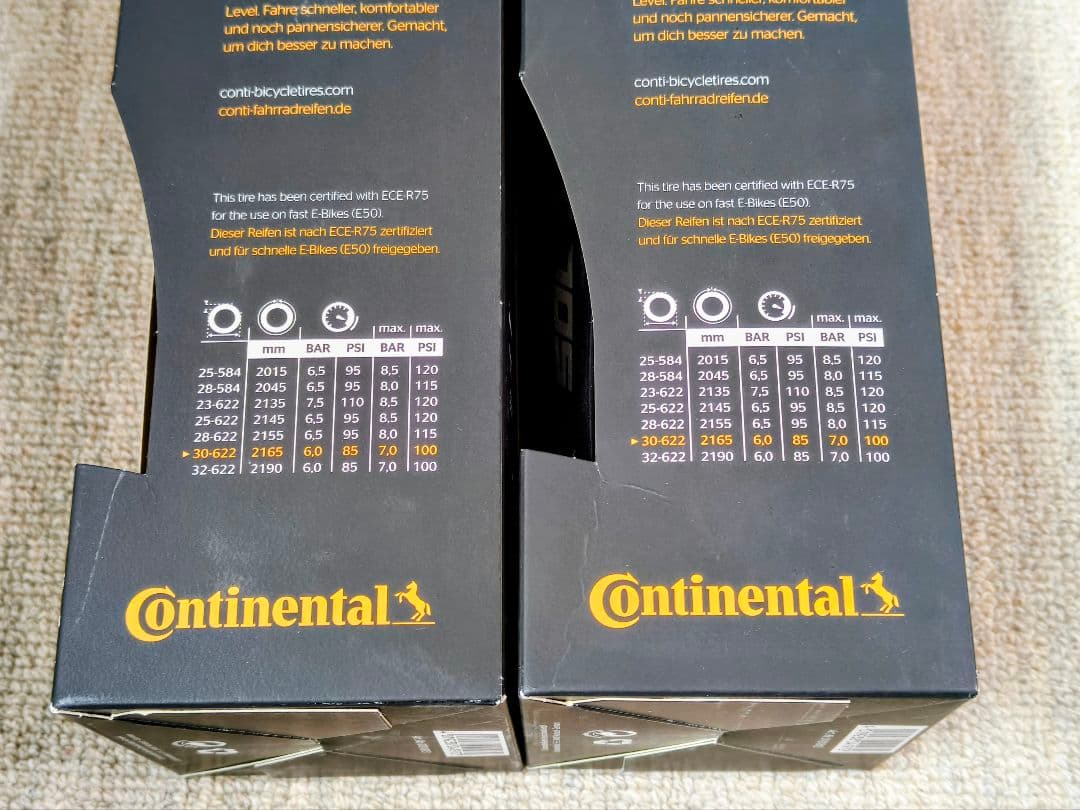 Level. Fahre schneller, komfortabler
und noch pannensicherer. Gemacht,
um dich besser zu machen.
conti-bicycletires.com
conti-fahrradreifen.de
This tire has been certified with ECE-R75
for the use on fast E-Bikes (E50).
Dieser Reifen ist nach ECE-R75 zertifiziert
und für schnelle E-Bikes (E50) freigegeben.
max. max.
mm BAR PSI BAR PSI
25-584 2015 6,5 95 8,5 120
28-584 2045 6,5 95 8,0 115
23-622 2135 7,5 110 8,5 120
25-622 2145 6,5 95 8,5 120
28-622 2155 6,5 95 8,0 115
30-622 2165 6,0 85 7,0 100
32-622 2190 6,0 85 7,0 100
Continental
Level. Fahre schneller, komfortabler
und noch pannensicherer. Gemacht,
um dich besser zu machen.
conti-bicycletires.com
conti-fahrradreifen.de
This tire has been certified with ECE-R75
for the use on fast E-Bikes (E50).
Dieser Reifen ist nach ECE-R75 zertifiziert
und für schnelle E-Bikes (E50) freigegeben.
max. max.
mm BAR PSI BAR PSI
25-584 2015 6,5 95 8,5 120
28-584 2045 6,5 95 8,0 115
23-622 2135 7,5 110 8,5 120
25-622 2145 6,5 95 8,5 120
28-622 2155 6,5 95 8,0 115
30-622 2165 6,0 85 7,0 100
32-622 2190 6,0 85 7,0 100
Continental